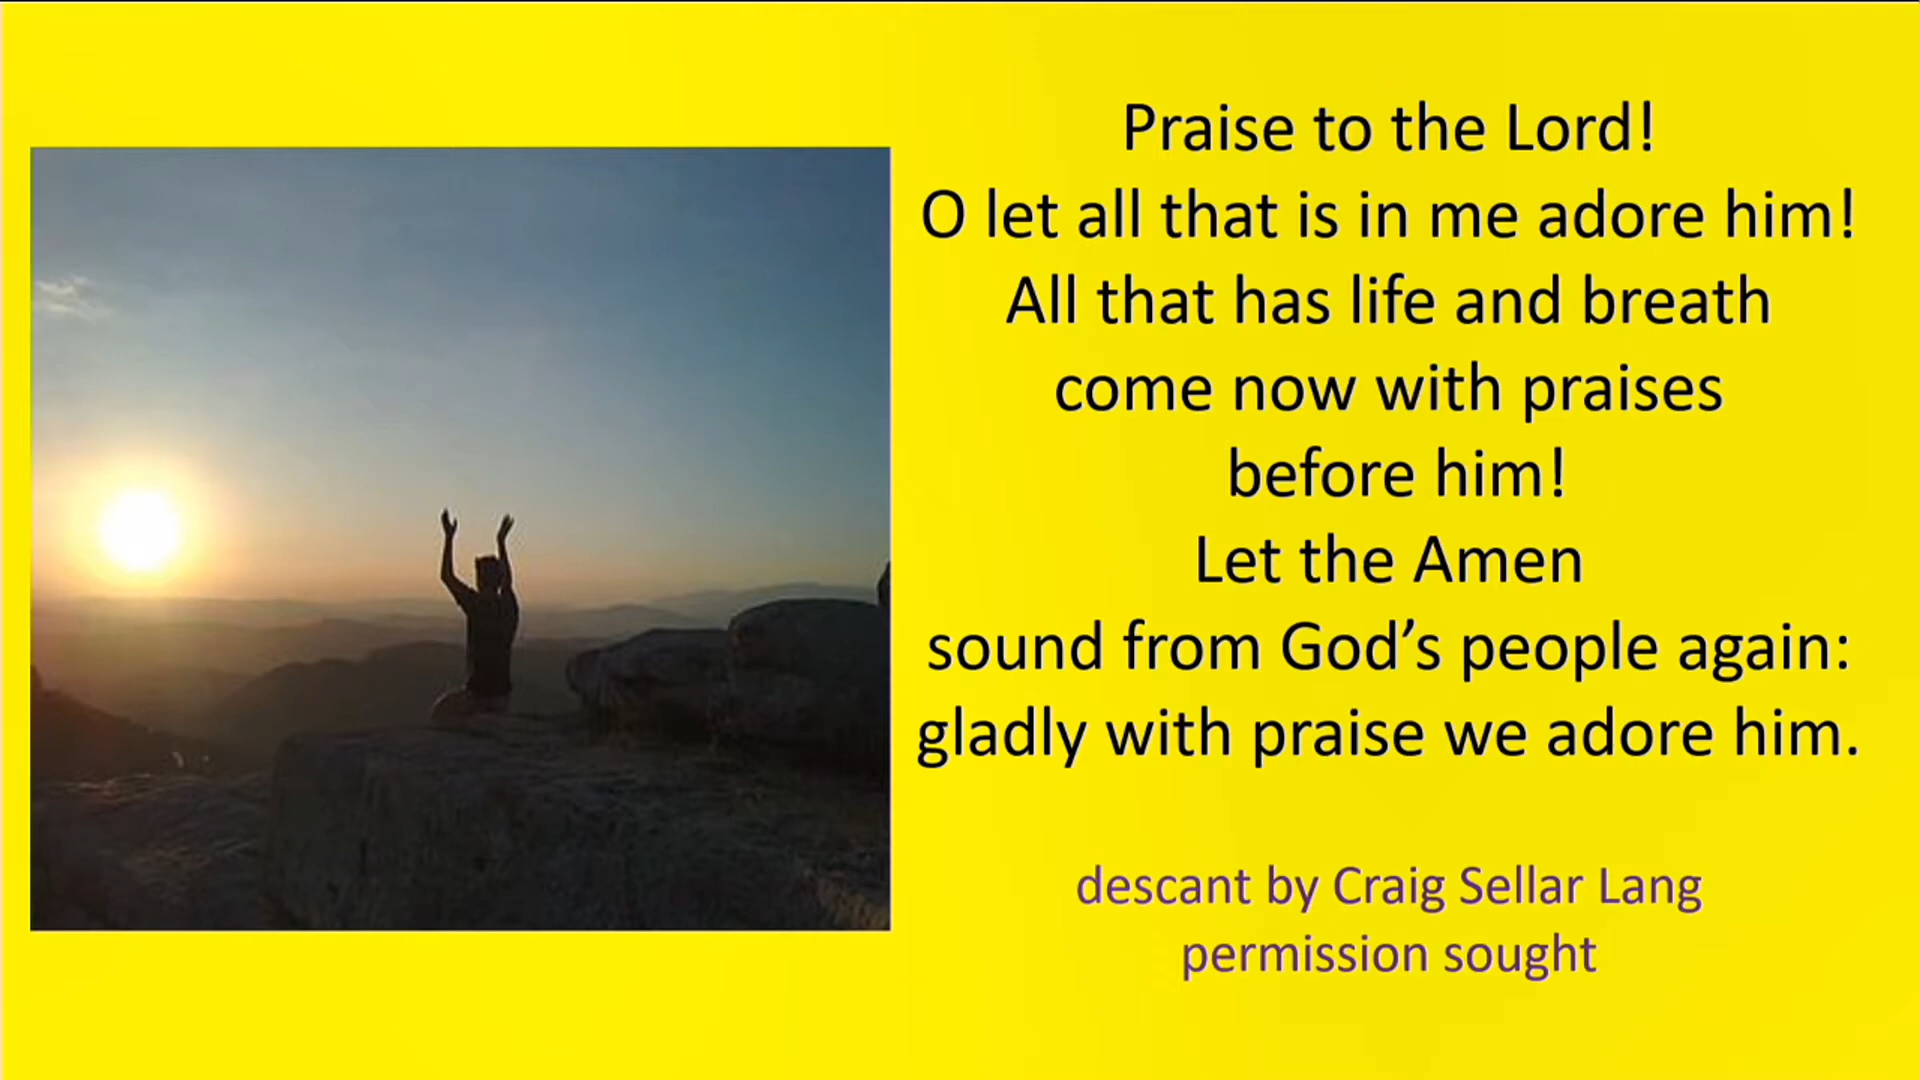 Praise to the Lord!
O let all that is in me adore him!
All that has life and breath
come now with praises
before him!
Let the Amen
sound from God’s people again:
gladly with praise we adore him.
descant by Craig Sellar Lang
permission sought